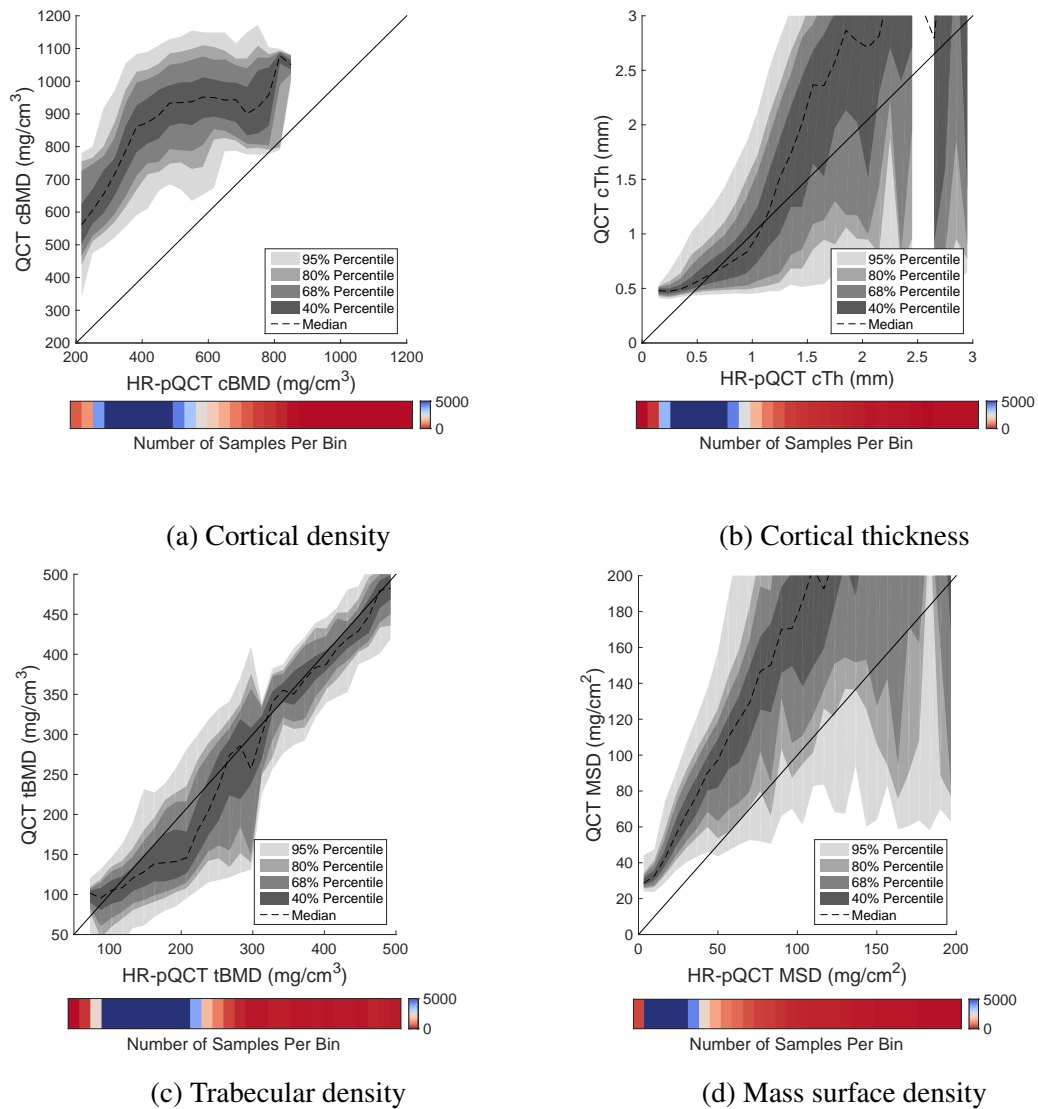 1200
1100
1000
900
800
700
600
500
400
300
200
QCT cBMD (mg/cm³)
95% Percentile
80% Percentile
68% Percentile
40% Percentile
Median
200 400 600 800 1000 1200
HR-pQCT cBMD (mg/cm³)
5000
0
Number of Samples Per Bin
(a) Cortical density
3
2.5
2
1.5
1
0.5
0
QCT cTh (mm)
95% Percentile
80% Percentile
68% Percentile
40% Percentile
Median
0 0.5 1 1.5 2 2.5 3
HR-pQCT cTh (mm)
5000
0
Number of Samples Per Bin
(b) Cortical thickness
500
450
400
350
300
250
200
150
100
50
QCT tBMD (mg/cm³)
95% Percentile
80% Percentile
68% Percentile
40% Percentile
Median
100 200 300 400 500
HR-pQCT tBMD (mg/cm³)
5000
0
Number of Samples Per Bin
(c) Trabecular density
200
180
160
140
120
100
80
60
40
20
0
QCT MSD (mg/cm²)
95% Percentile
80% Percentile
68% Percentile
40% Percentile
Median
0 50 100 150 200
HR-pQCT MSD (mg/cm²)
5000
0
Number of Samples Per Bin
(d) Mass surface density